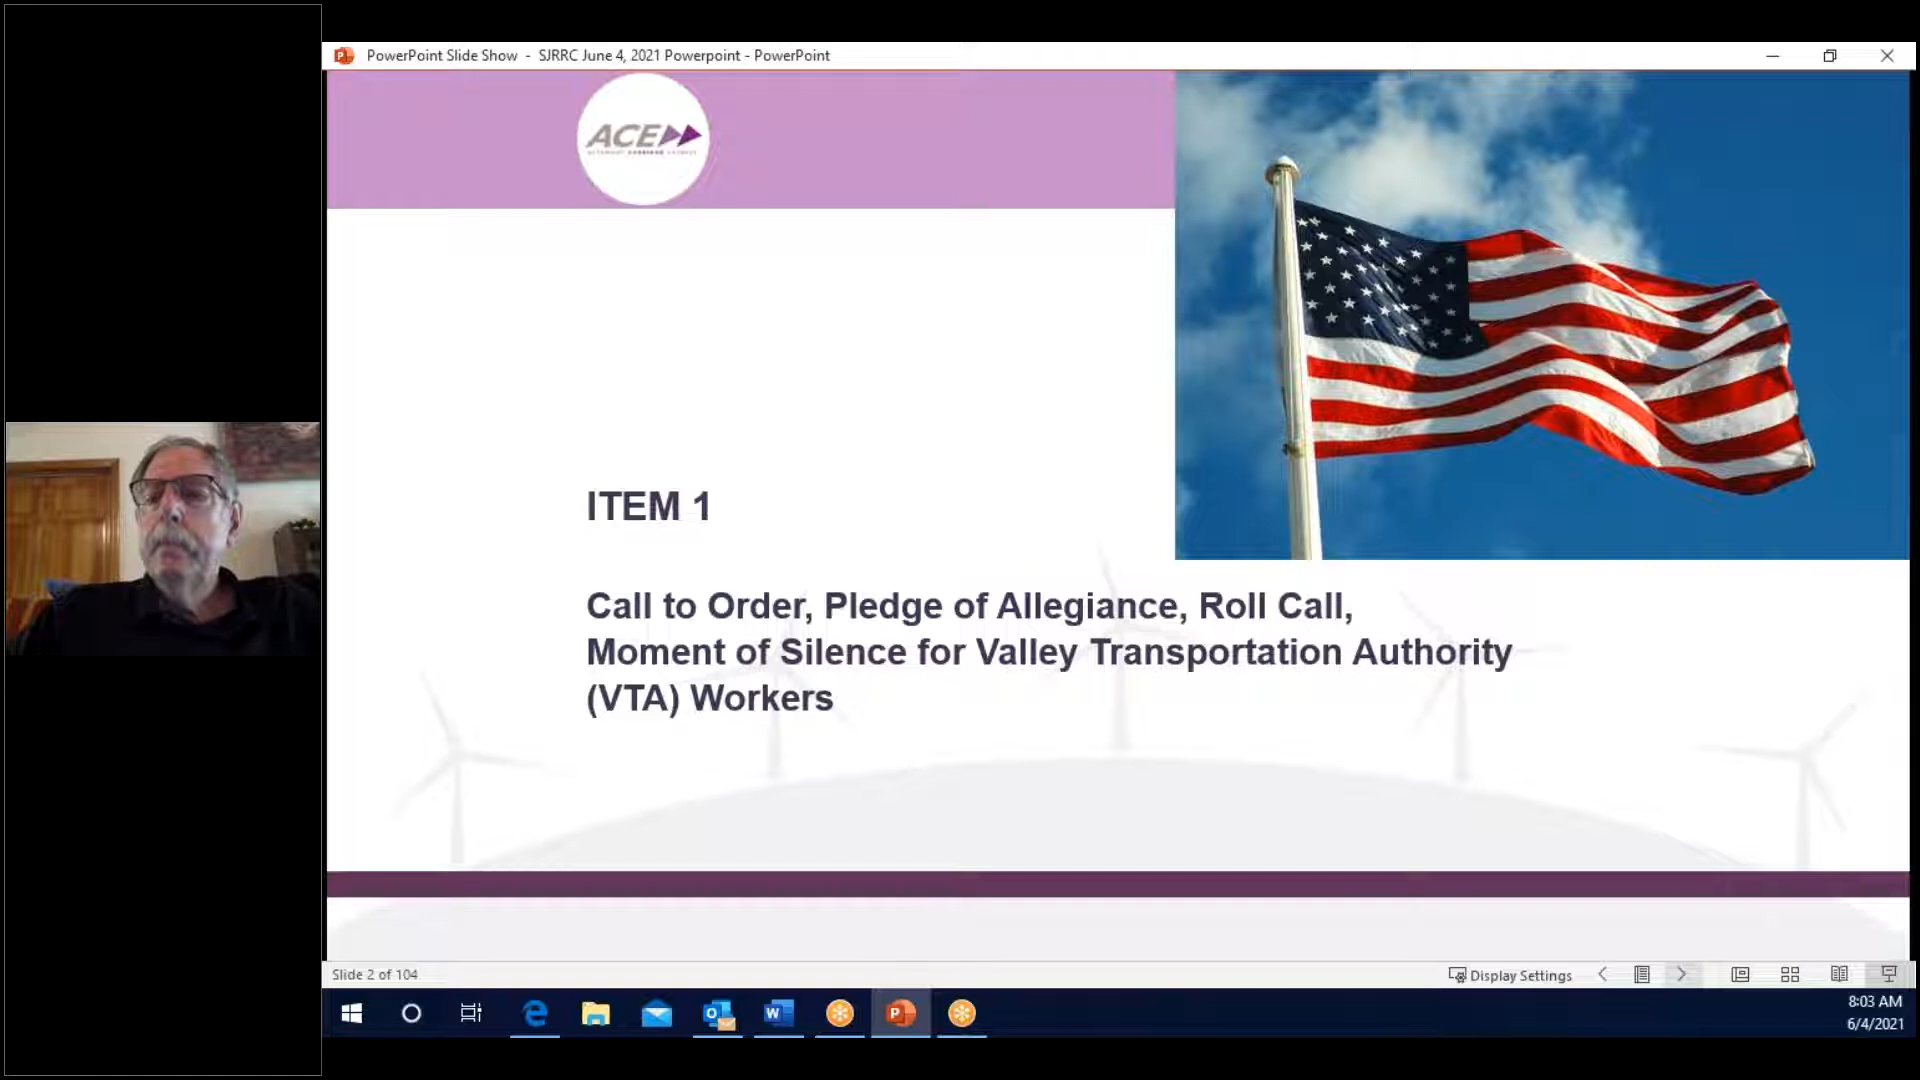 PowerPoint Slide Show - SJRRC June 4, 2021 Powerpoint - PowerPoint
ACE
ITEM 1
Call to Order, Pledge of Allegiance, Roll Call,
Moment of Silence for Valley Transportation Authority
(VTA) Workers
Slide 2 of 104
Display Settings
8:03 AM
6/4/2021